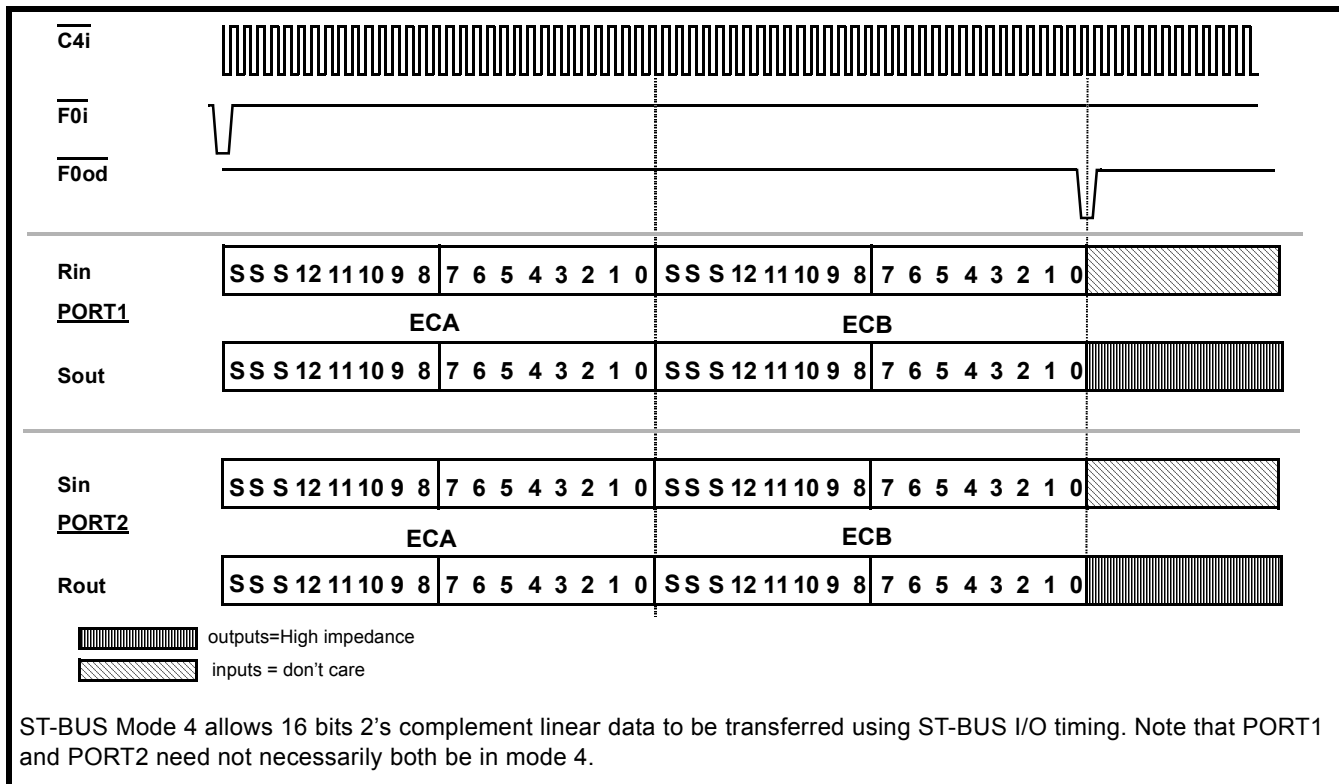 C4i
F0i
F0od
Rin
S S S 12 11 10 9 8 7 6 5 4 3 2 1 0 S S S 12 11 10 9 8 7 6 5 4 3 2 1 0
PORT1
ECA ECB
Sout
S S S 12 11 10 9 8 7 6 5 4 3 2 1 0 S S S 12 11 10 9 8 7 6 5 4 3 2 1 0
Sin
S S S 12 11 10 9 8 7 6 5 4 3 2 1 0 S S S 12 11 10 9 8 7 6 5 4 3 2 1 0
PORT2
ECA ECB
Rout
S S S 12 11 10 9 8 7 6 5 4 3 2 1 0 S S S 12 11 10 9 8 7 6 5 4 3 2 1 0
outputs=High impedance
inputs = don't care
ST-BUS Mode 4 allows 16 bits 2's complement linear data to be transferred using ST-BUS I/O timing. Note that PORT1
and PORT2 need not necessarily both be in mode 4.